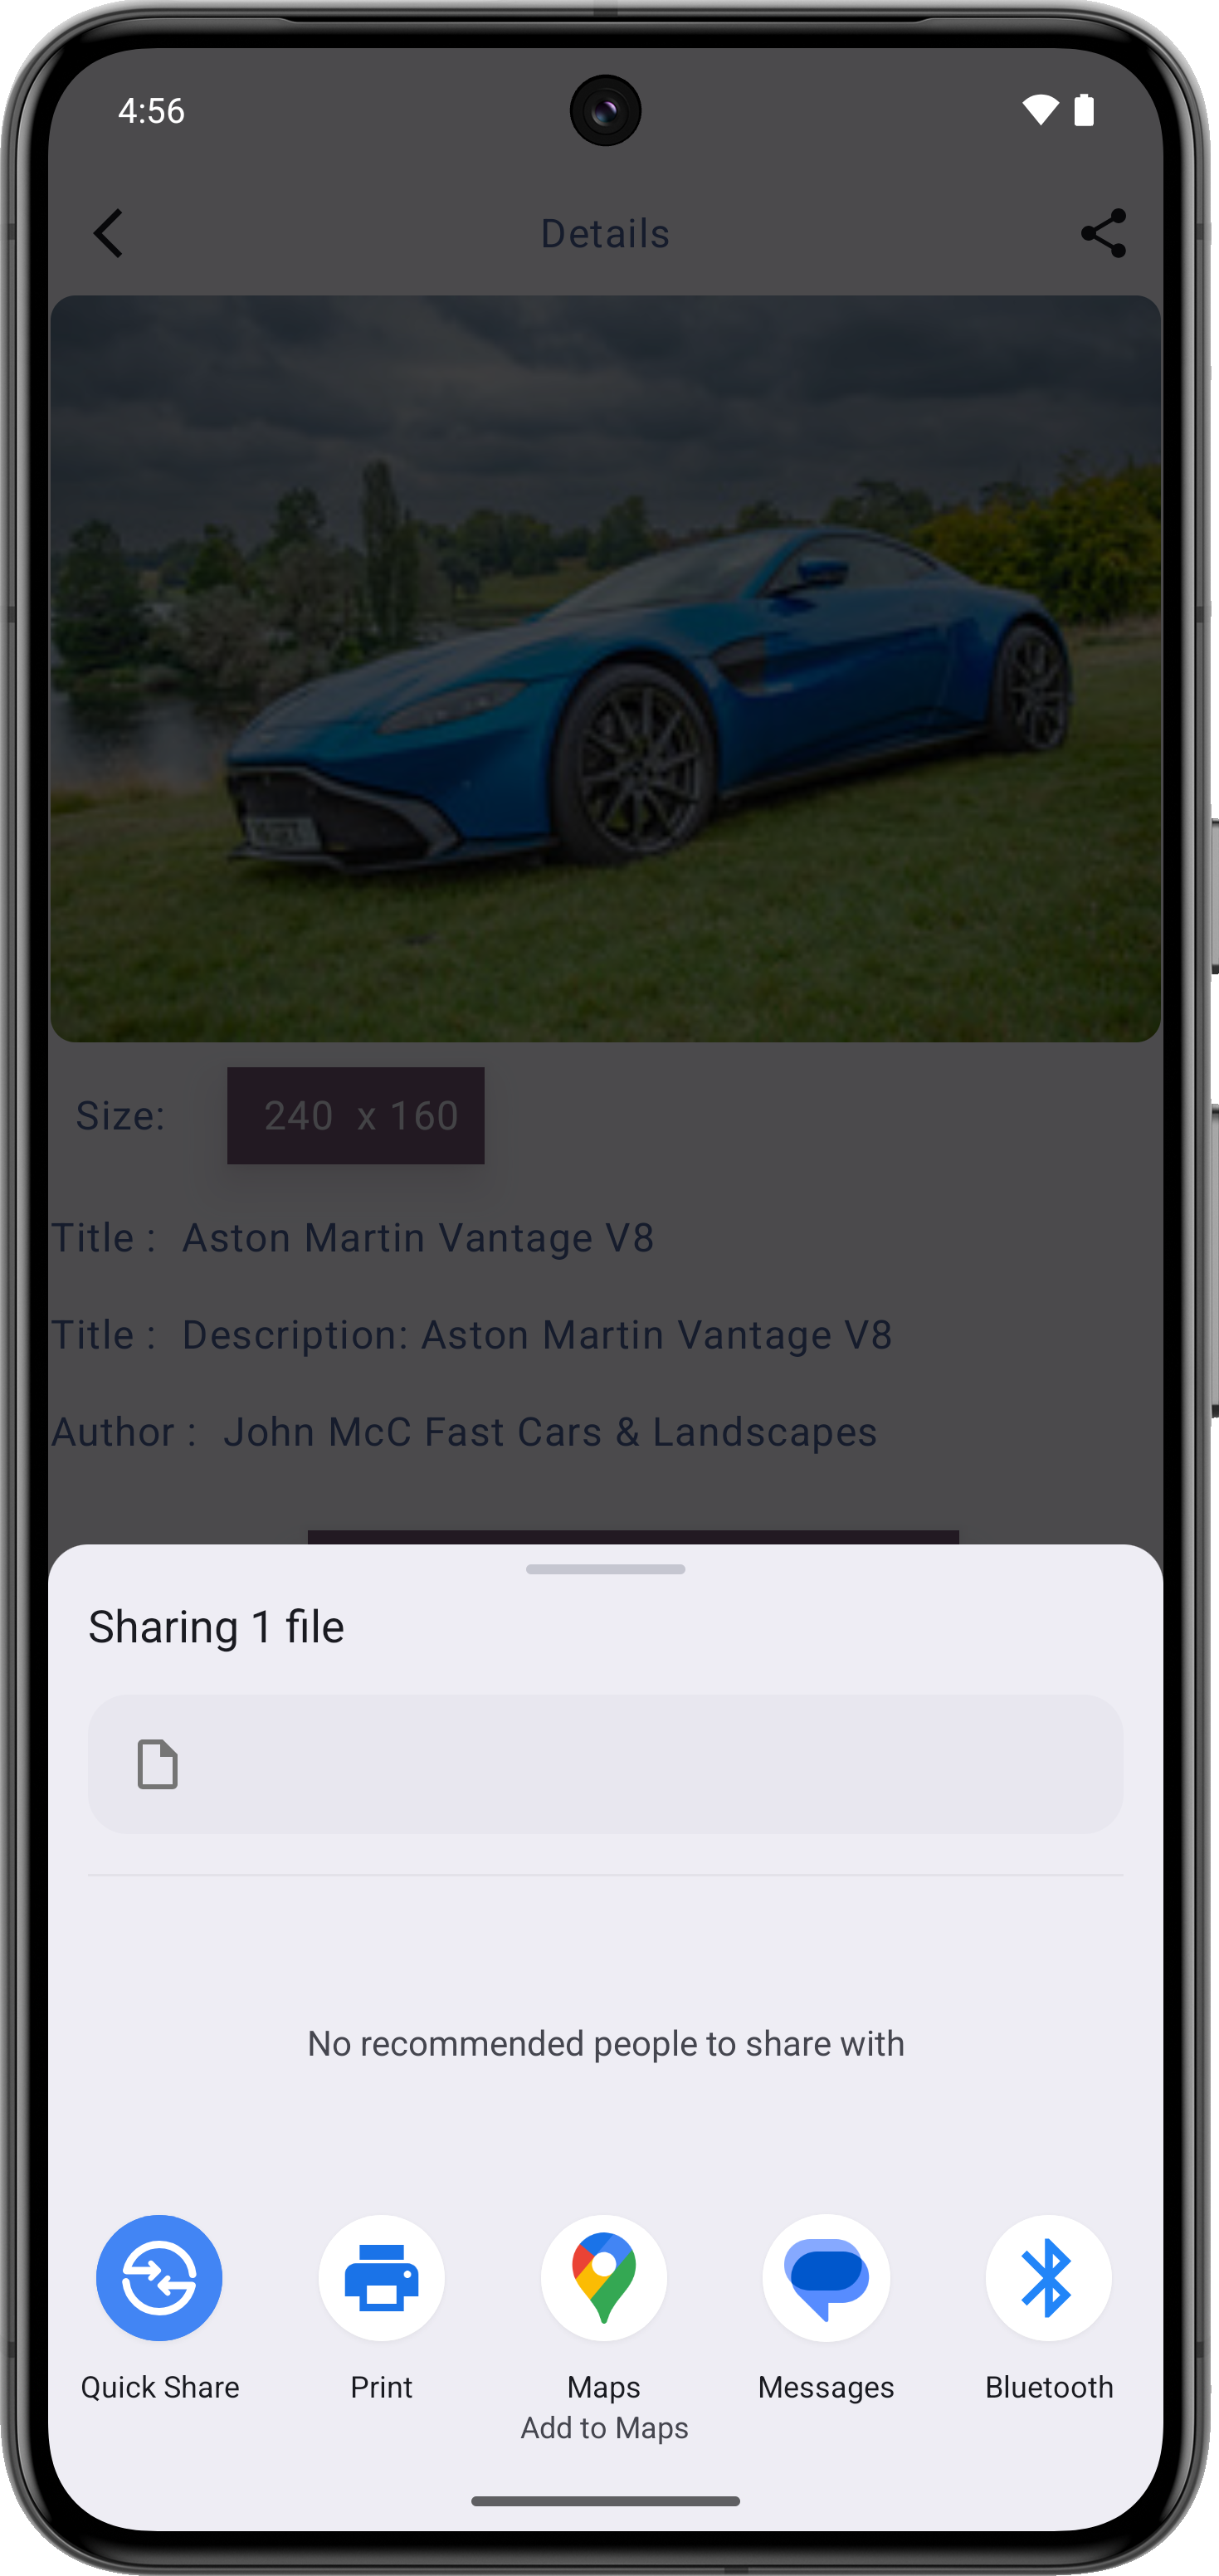 4:56
Details
Size: 240 x 160
Title : Aston Martin Vantage V8
Title : Description: Aston Martin Vantage V8
Author : John McC Fast Cars & Landscapes
Sharing 1 file
No recommended people to share with
Quick Share Print Maps Messages Bluetooth
Add to Maps